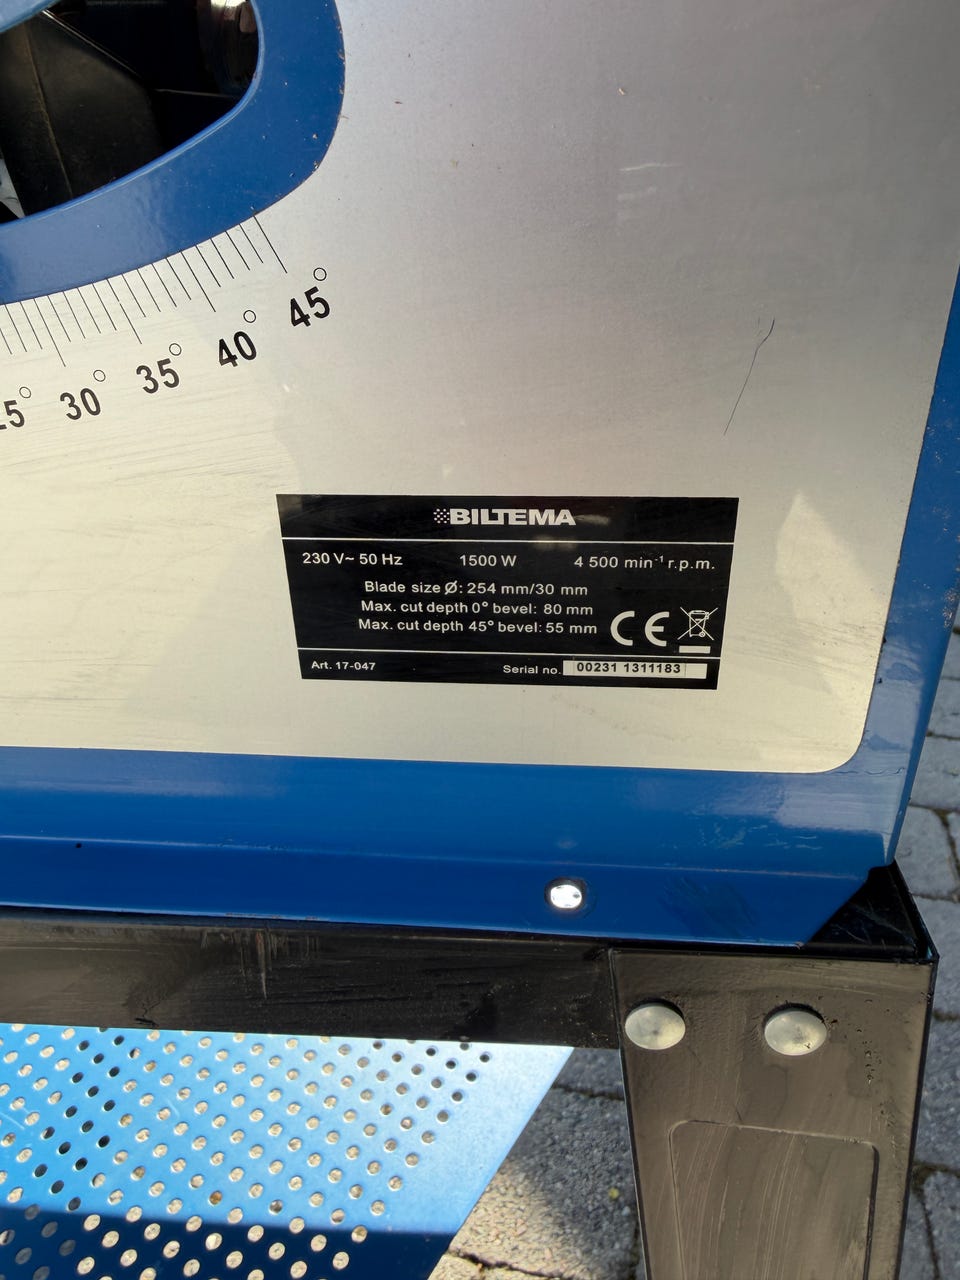 45°
40°
35°
30°
5°
BILTEMA
230 V~ 50 Hz 1500 W 4 500 min⁻¹ r.p.m.
Blade size Ø: 254 mm/30 mm
Max. cut depth 0° bevel: 80 mm
Max. cut depth 45° bevel: 55 mm
CE
Art. 17-047 Serial no. 00231 1311183